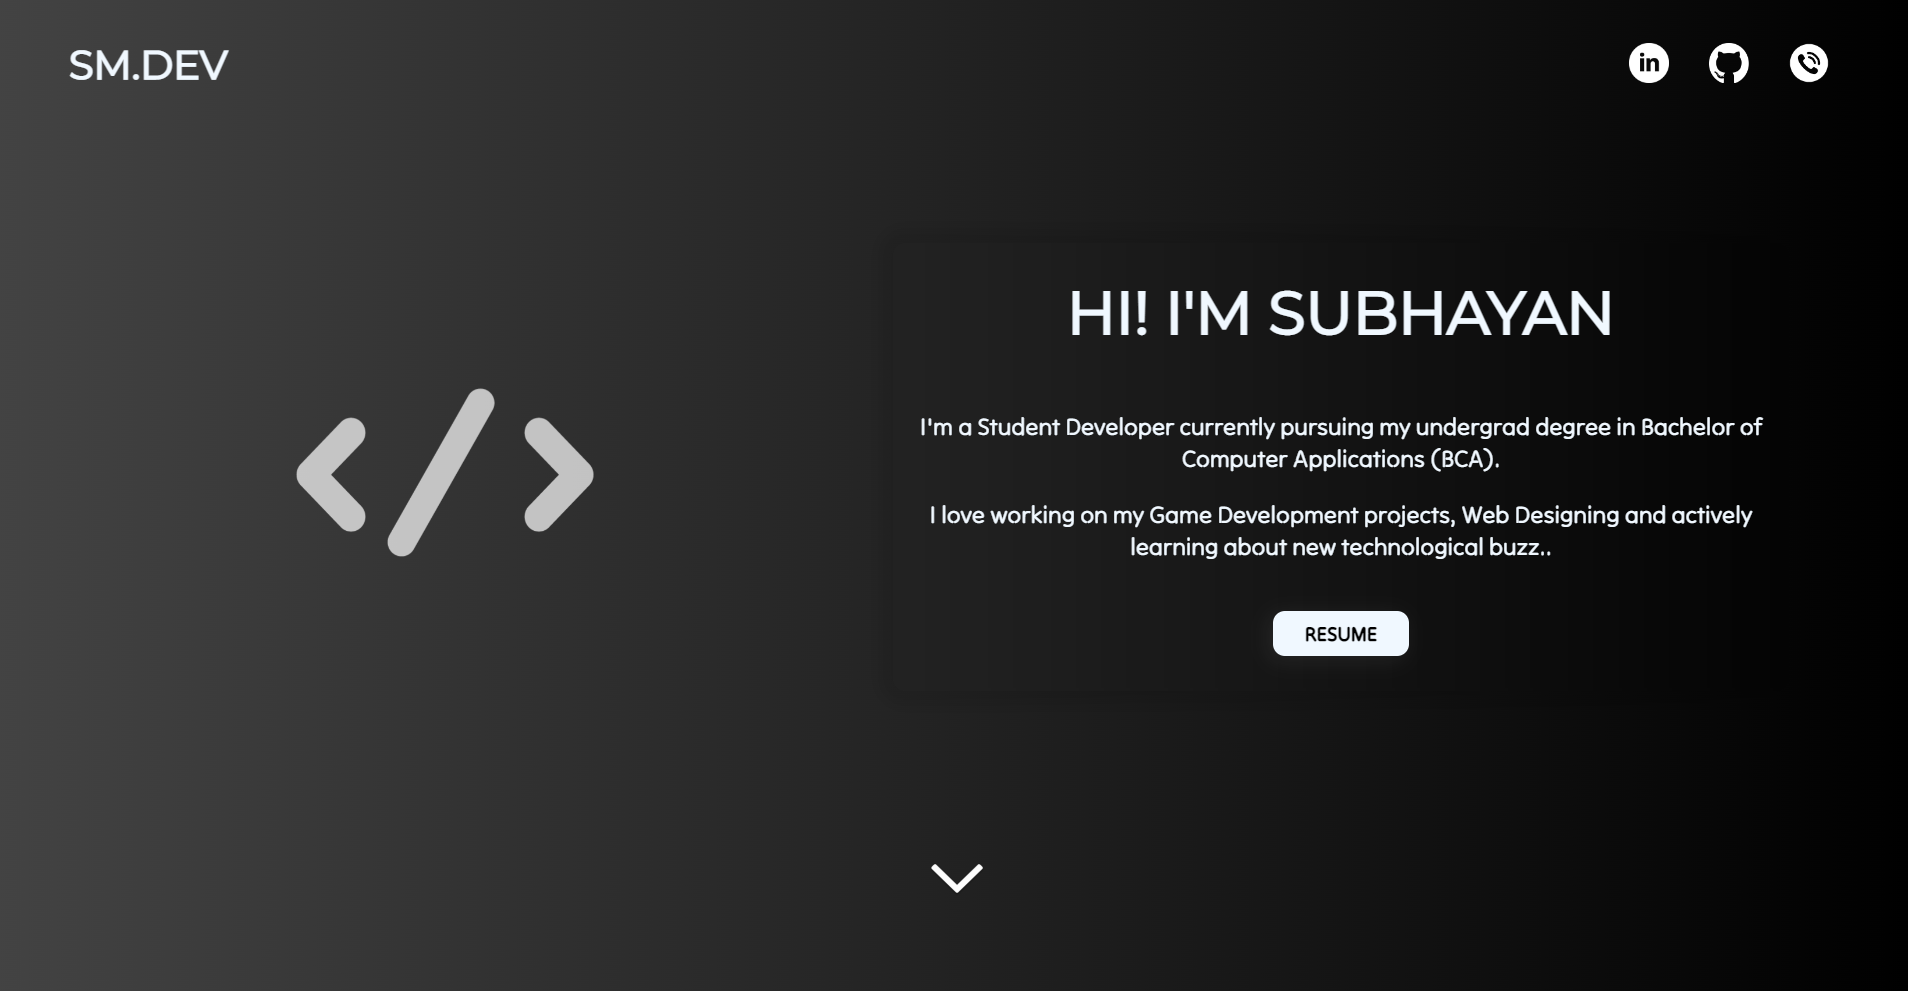 SM.DEV
HI! I'M SUBHAYAN
I'm a Student Developer currently pursuing my undergrad degree in Bachelor of
Computer Applications (BCA).
I love working on my Game Development projects, Web Designing and actively
learning about new technological buzz..
RESUME